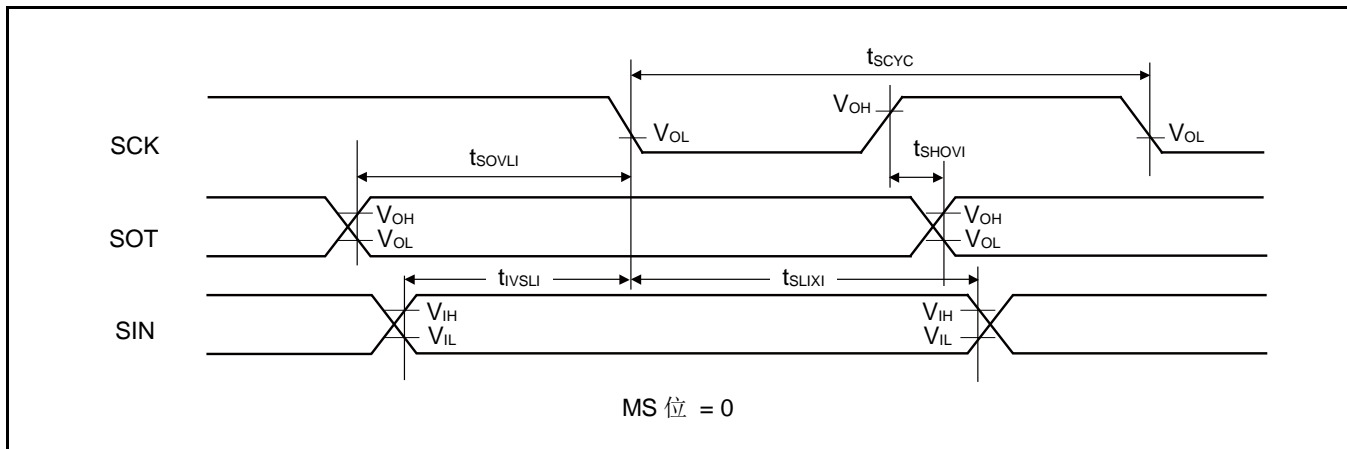 tSCYC
VOH
SCK
VOL
VOL
tSOVLI
tSHOVI
VOH
VOH
SOT
VOL
VOL
tIVSLI
tSLIXI
VIH
VIH
SIN
VIL
VIL
MS 位 = 0